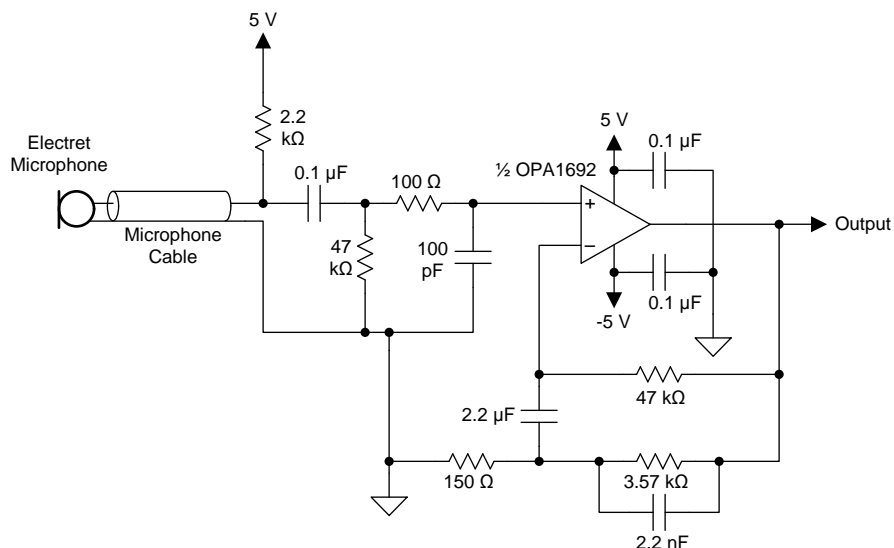 5 V
2.2
kΩ
Electret
Microphone
Microphone
Cable
0.1 µF
100 Ω
47
kΩ
100
pF
½ OPA1692
5 V
0.1 µF
+
−
Output
0.1 µF
-5 V
47 kΩ
2.2 µF
150 Ω
3.57 kΩ
2.2 nF